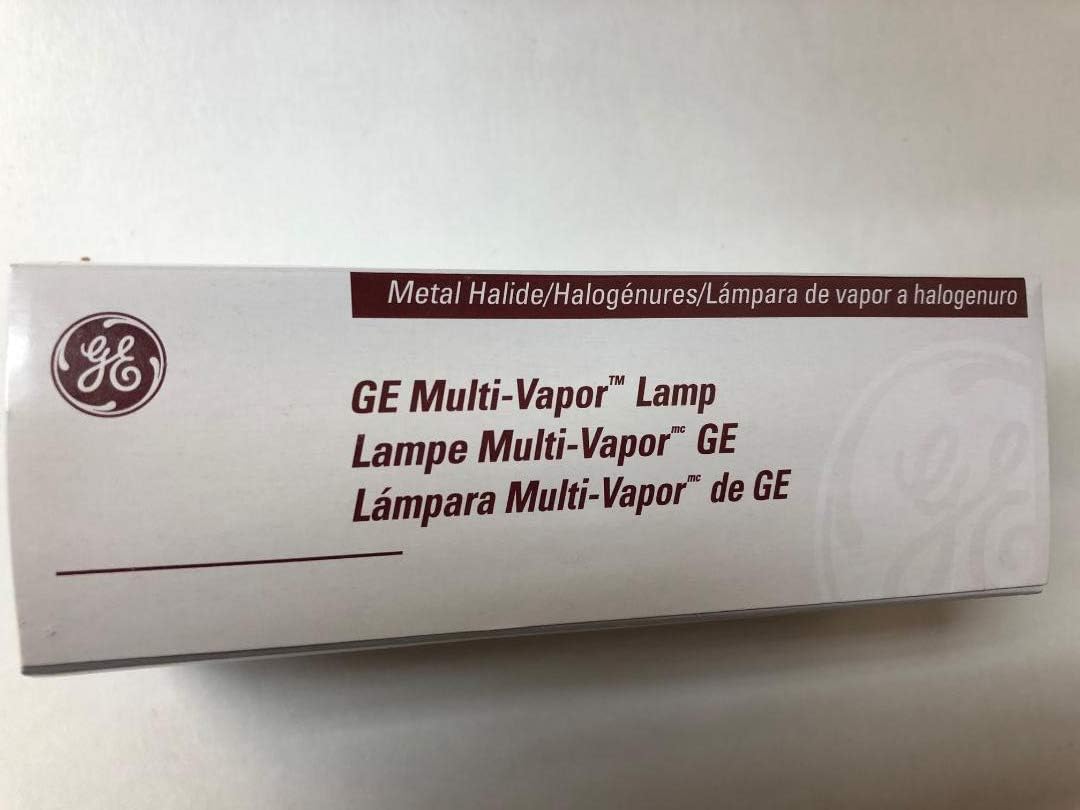 Metal Halide/Halogénures/Lámpara de vapor a halogenuro
GE
GE Multi-Vapor™ Lamp
Lampe Multi-Vapor ᵐᶜ GE
Lámpara Multi-Vapor ᵐᶜ de GE
GE